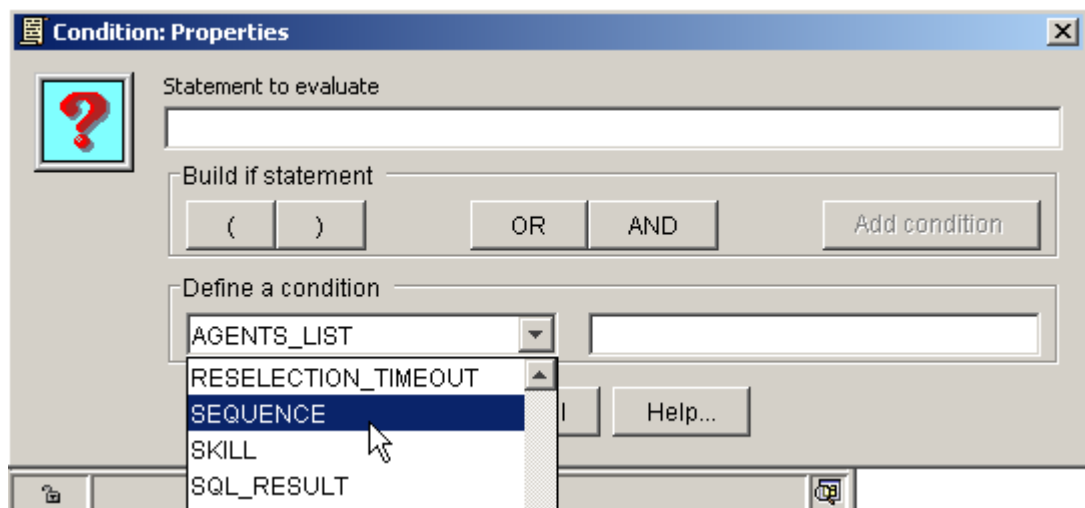 Condition: Properties
Statement to evaluate
Build if statement
( ) OR AND Add condition
Define a condition
AGENTS_LIST
RESELECTION_TIMEOUT
SEQUENCE
Help...
SKILL
SQL_RESULT